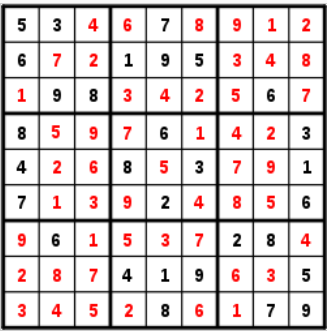 5 3 4 6 7 8 9 1 2
6 7 2 1 9 5 3 4 8
1 9 8 3 4 2 5 6 7
8 5 9 7 6 1 4 2 3
4 2 6 8 5 3 7 9 1
7 1 3 9 2 4 8 5 6
9 6 1 5 3 7 2 8 4
2 8 7 4 1 9 6 3 5
3 4 5 2 8 6 1 7 9